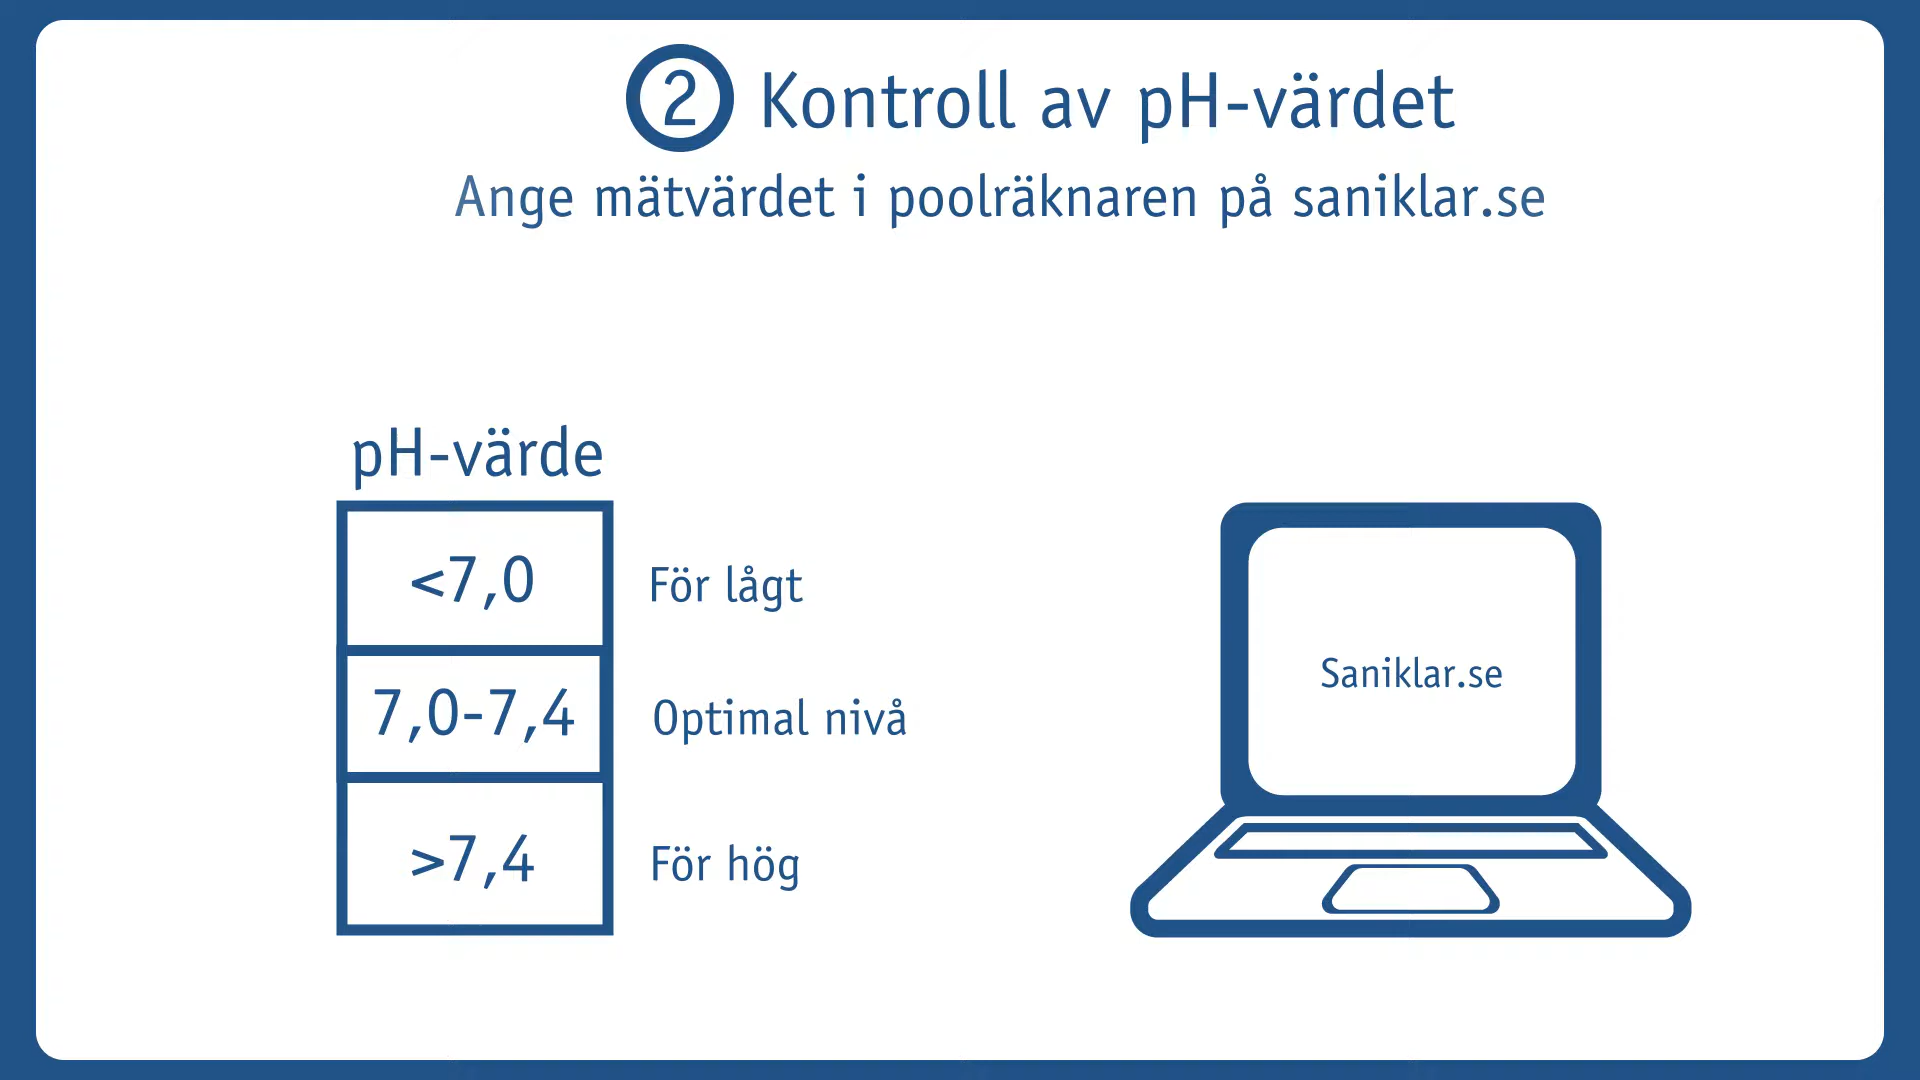 2 Kontroll av pH-värdet
Ange mätvärdet i poolräknaren på saniklar.se
pH-värde
<7,0 För lågt
7,0-7,4 Optimal nivå
>7,4 För hög
Saniklar.se